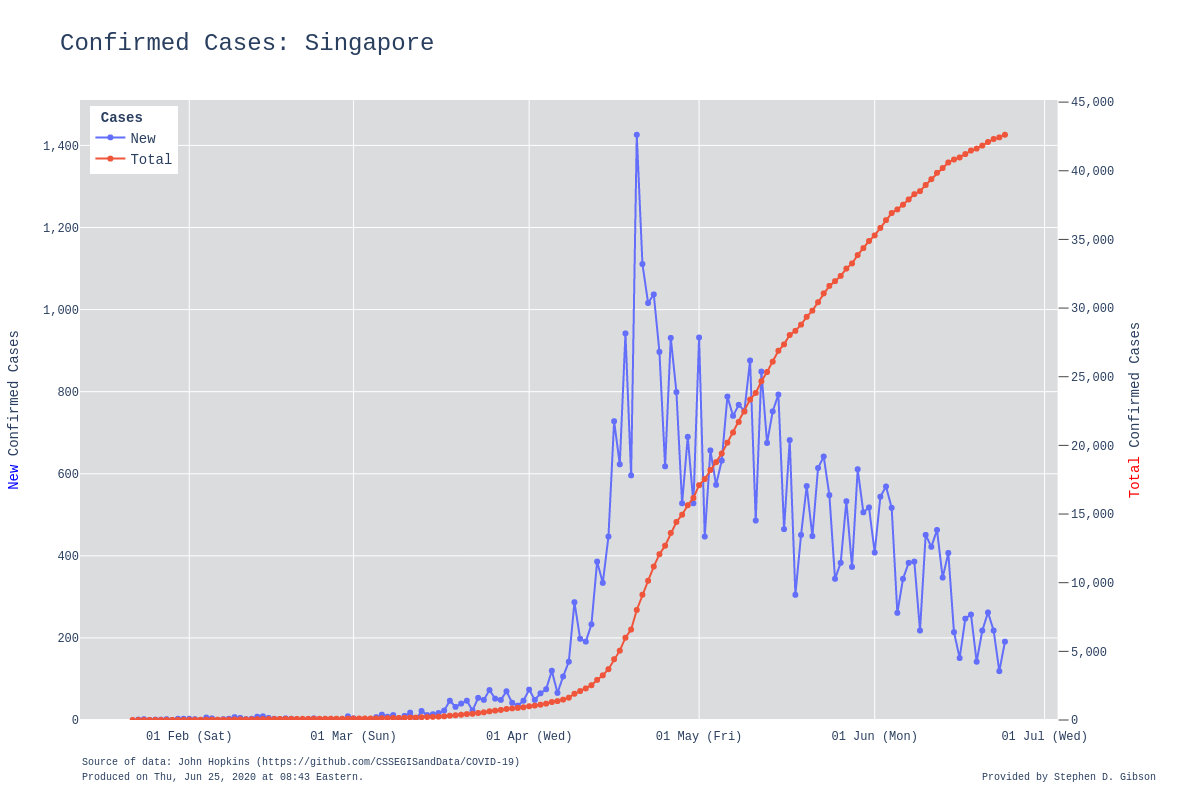 Confirmed Cases: Singapore
Cases
New
Total
1,400
1,200
1,000
800
600
400
200
0
New Confirmed Cases
45,000
40,000
35,000
30,000
25,000
20,000
15,000
10,000
5,000
0
Total Confirmed Cases
01 Feb (Sat)
01 Mar (Sun)
01 Apr (Wed)
01 May (Fri)
01 Jun (Mon)
01 Jul (Wed)
Source of data: John Hopkins (https://github.com/CSSEGISandData/COVID-19)
Produced on Thu, Jun 25, 2020 at 08:43 Eastern.
Provided by Stephen D. Gibson